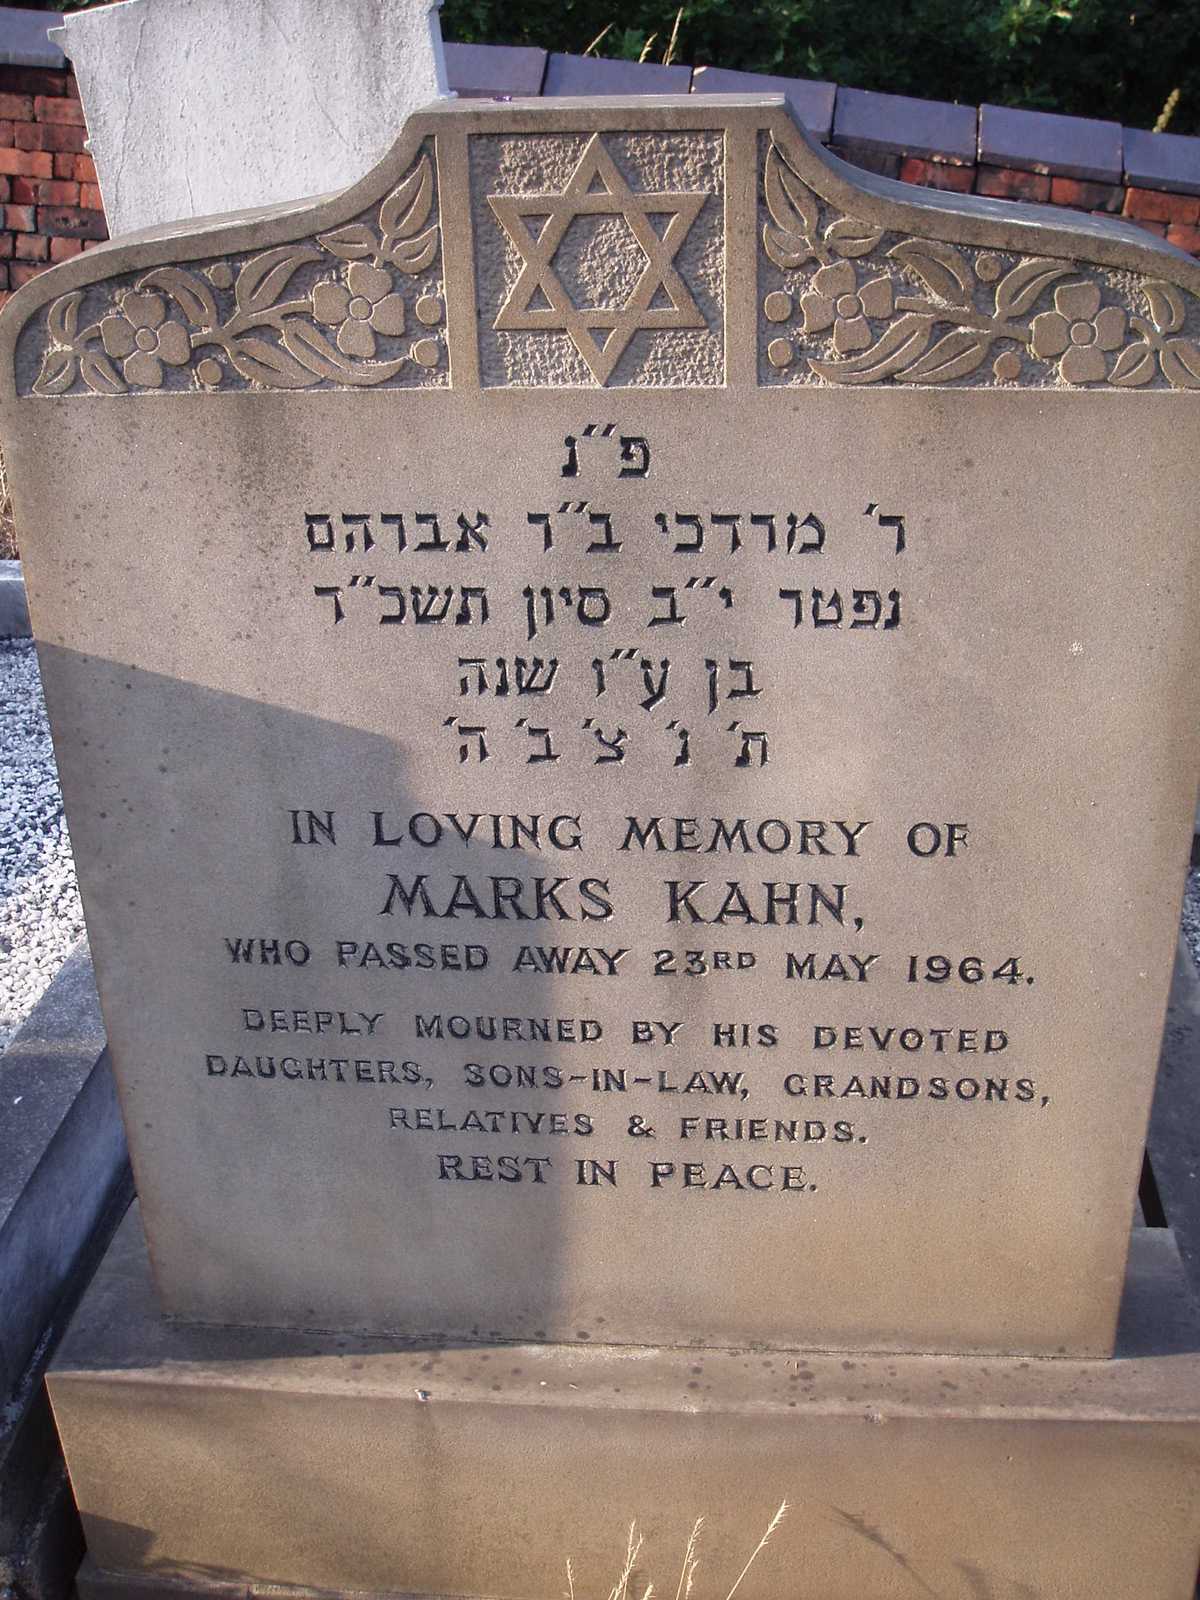 פ״נ
ר׳ מרדכי ב״ר אברהם
נפטר י״ב סיון תשכ״ד
בן ע״ו שנה
ת׳ נ׳ צ׳ ב׳ ה׳
IN LOVING MEMORY OF
MARKS KAHN,
WHO PASSED AWAY 23RD MAY 1964.
DEEPLY MOURNED BY HIS DEVOTED
DAUGHTERS, SONS-IN-LAW, GRANDSONS,
RELATIVES & FRIENDS.
REST IN PEACE.